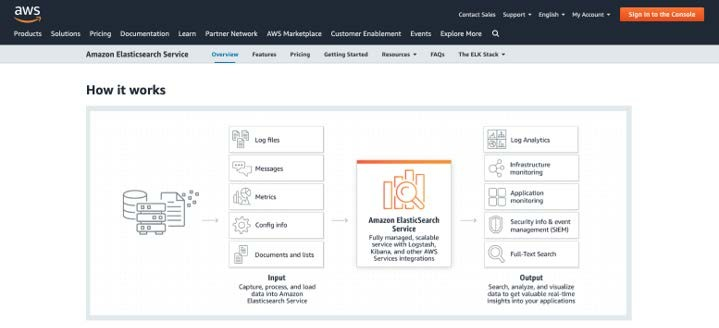 aws
Contact Sales Support English My Account Sign In to the Console
Products Solutions Pricing Documentation Learn Partner Network AWS Marketplace Customer Enablement Events Explore More
Amazon Elasticsearch Service Overview Features Pricing Getting Started Resources FAQs The ELK Stack
How it works
Log files
Messages
Metrics
Config info
Documents and lists
Input
Capture, process, and load
data into Amazon
Elasticsearch Service
Amazon ElasticSearch
Service
Fully managed, scalable
service with Logstash,
Kibana, and other AWS
Services integrations
Log Analytics
Infrastructure
monitoring
Application
monitoring
Security info & event
management (SIEM)
Full-Text Search
Output
Search, analyze, and visualize
data to get valuable real-time
insights into your applications